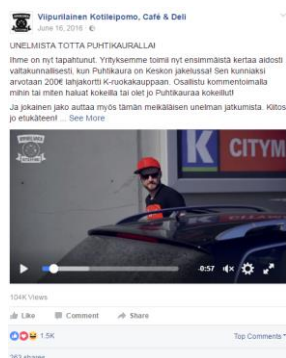 Viipurilainen Kotileipomo, Café & Deli
June 16, 2016
UNELMISTA TOTTA PUHTIKAURALLA!
Ihme on nyt tapahtunut. Yrityksemme toimii nyt ensimmäistä kertaa aidosti
valtakunnallisesti, kun Puhtikaura on Keskon jakelussa! Sen kunniaksi
arvotaan 200€ lahjakortti K-ruokakauppaan. Osallistu kommentoimalla
mihin tai miten haluat kokeilla tai olet jo Puhtikauraa kokeillut!
Ja jokainen jako auttaa myös tämän meikäläisen unelman jatkumista. Kiitos
jo etukäteen! ... See More
K CITYM
-0:57
104K Views
Like Comment Share
1.5K Top Comments
263 shares